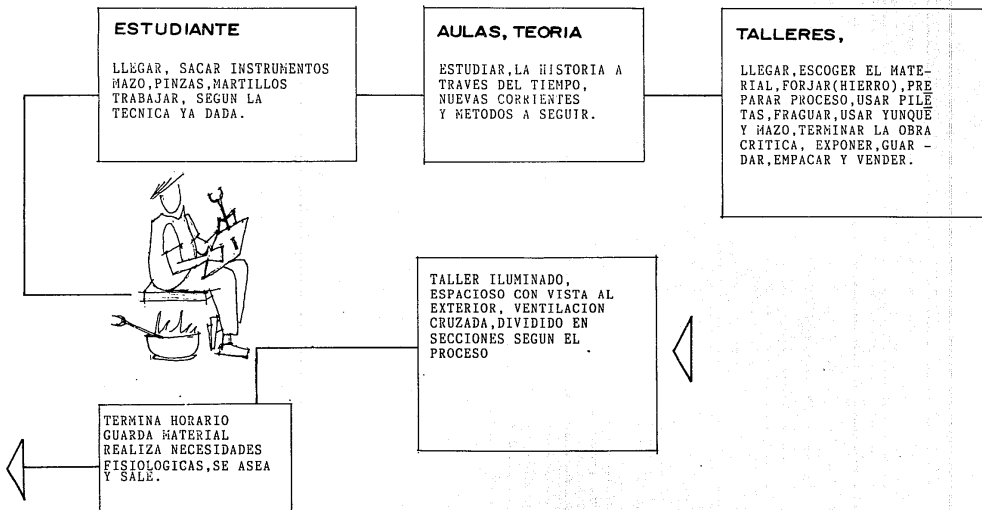 ESTUDIANTE
LLEGAR, SACAR INSTRUMENTOS
MAZO,PINZAS,MARTILLOS
TRABAJAR, SEGUN LA
TECNICA YA DADA.
AULAS, TEORIA
ESTUDIAR,LA HISTORIA A
TRAVES DEL TIEMPO,
NUEVAS CORRIENTES
Y METODOS A SEGUIR.
TALLERES,
LLEGAR,ESCOGER EL MATE-
RIAL,FORJAR(HIERRO),PRE
PARAR PROCESO,USAR PILE
TAS,FRAGUAR,USAR YUNQUE
Y MAZO,TERMINAR LA OBRA
CRITICA, EXPONER,GUAR -
DAR,EMPACAR Y VENDER.
TALLER ILUMINADO,
ESPACIOSO CON VISTA AL
EXTERIOR, VENTILACION
CRUZADA,DIVIDIDO EN
SECCIONES SEGUN EL
PROCESO
TERMINA HORARIO
GUARDA MATERIAL
REALIZA NECESIDADES
FISIOLOGICAS,SE ASEA
Y SALE.